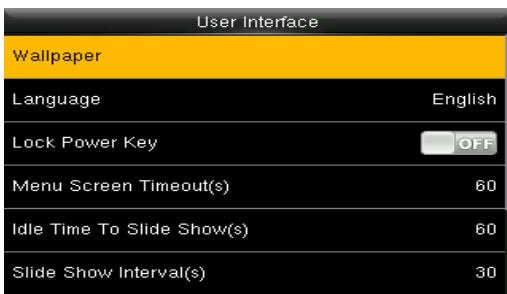 User Interface
Wallpaper
Language English
Lock Power Key OFF
Menu Screen Timeout(s) 60
Idle Time To Slide Show(s) 60
Slide Show Interval(s) 30